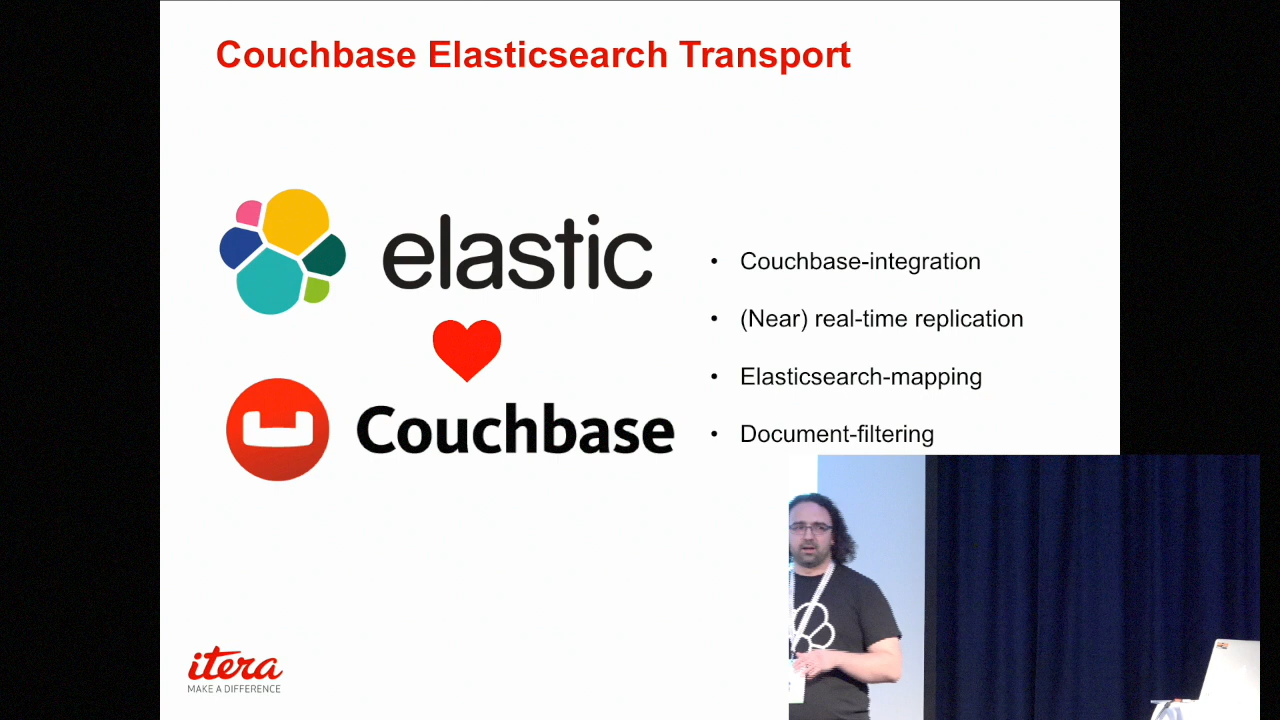 Couchbase Elasticsearch Transport
elastic
Couchbase
• Couchbase-integration
• (Near) real-time replication
• Elasticsearch-mapping
• Document-filtering
itera
MAKE A DIFFERENCE